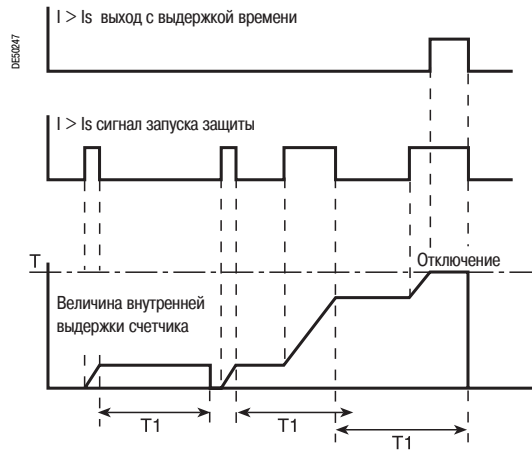 I > Is выход с выдержкой времени
DE50247
I > Is сигнал запуска защиты
T
Отключение
Величина внутренней
выдержки счетчика
T1
T1
T1